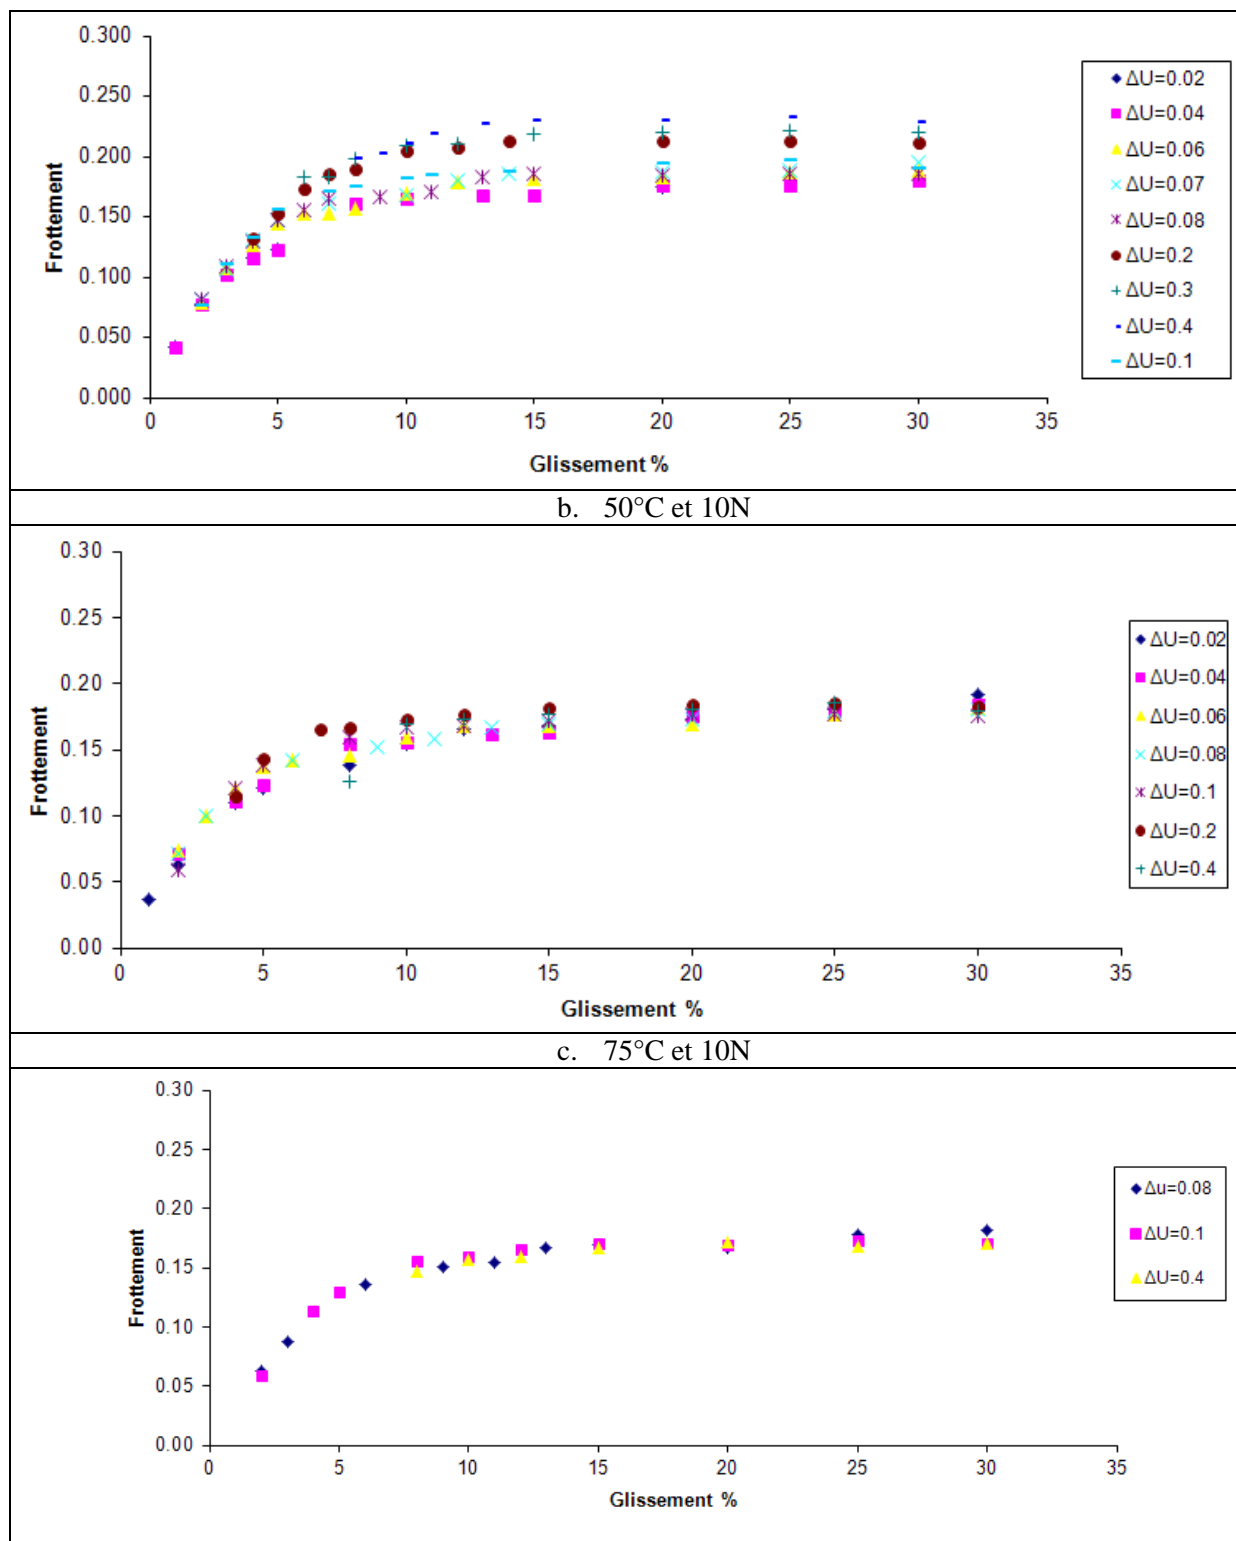 0.300
0.250
0.200
0.150
0.100
0.050
0.000
Frottement
0 5 10 15 20 25 30 35
Glissement %
ΔU=0.02
ΔU=0.04
ΔU=0.06
ΔU=0.07
ΔU=0.08
ΔU=0.2
ΔU=0.3
ΔU=0.4
ΔU=0.1
b. 50°C et 10N
0.30
0.25
0.20
0.15
0.10
0.05
0.00
Frottement
0 5 10 15 20 25 30 35
Glissement %
ΔU=0.02
ΔU=0.04
ΔU=0.06
ΔU=0.08
ΔU=0.1
ΔU=0.2
ΔU=0.4
c. 75°C et 10N
0.30
0.25
0.20
0.15
0.10
0.05
0.00
Frottement
0 5 10 15 20 25 30 35
Glissement %
Δu=0.08
ΔU=0.1
ΔU=0.4